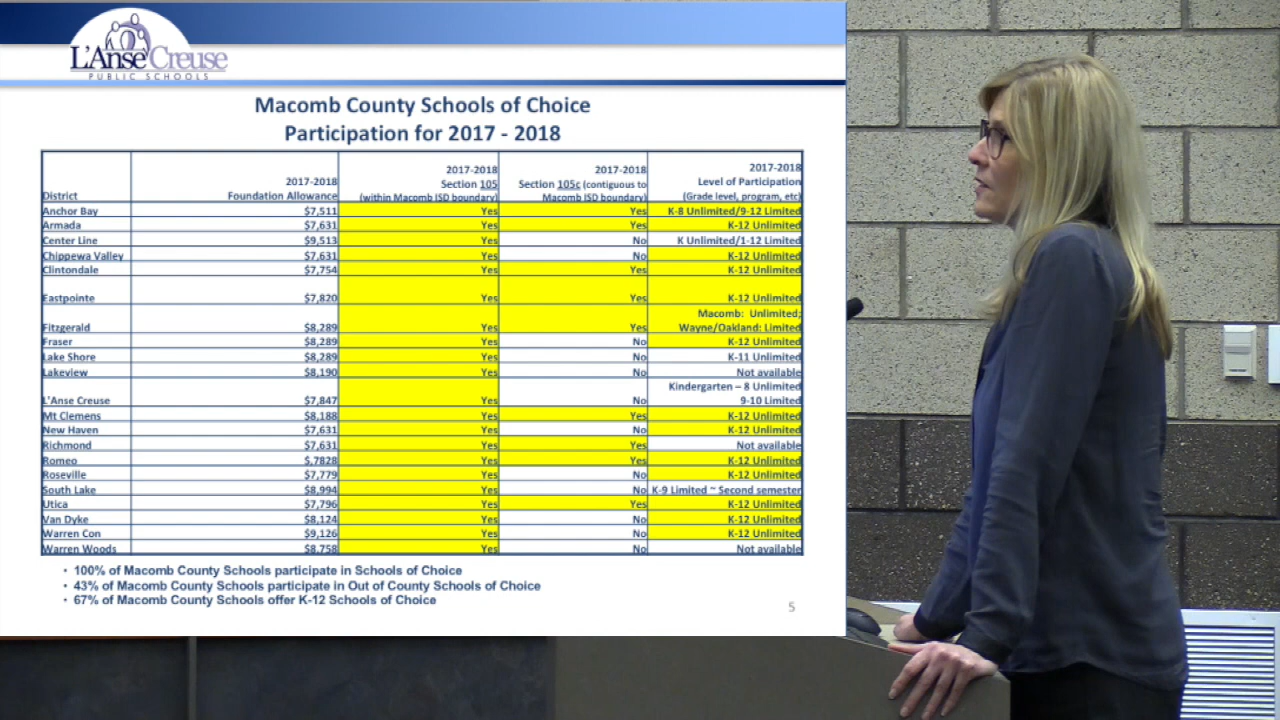 L'Anse Creuse
PUBLIC SCHOOLS
Macomb County Schools of Choice
Participation for 2017 - 2018
District
2017-2018
Foundation Allowance
2017-2018
Section 105
(within Macomb ISD boundary)
2017-2018
Section 105c (contiguous to
Macomb ISD boundary)
2017-2018
Level of Participation
(Grade level, program, etc)
Anchor Bay $7,511 Yes Yes K-8 Unlimited/9-12 Limited
Armada $7,631 Yes Yes K-12 Unlimited
Center Line $9,513 Yes No K Unlimited/1-12 Limited
Chippewa Valley $7,631 Yes No K-12 Unlimited
Clintondale $7,754 Yes Yes K-12 Unlimited
Eastpointe $7,820 Yes Yes K-12 Unlimited
Macomb: Unlimited;
Fitzgerald $8,289 Yes Yes Wayne/Oakland: Limited
Fraser $8,289 Yes No K-12 Unlimited
Lake Shore $8,289 Yes No K-11 Unlimited
Lakeview $8,190 Yes No Not available
Kindergarten – 8 Unlimited
L'Anse Creuse $7,847 Yes No 9-10 Limited
Mt Clemens $8,188 Yes Yes K-12 Unlimited
New Haven $7,631 Yes No K-12 Unlimited
Richmond $7,631 Yes Yes Not available
Romeo $,7828 Yes Yes K-12 Unlimited
Roseville $7,779 Yes No K-12 Unlimited
South Lake $8,994 Yes No K-9 Limited ~ Second semester
Utica $7,796 Yes Yes K-12 Unlimited
Van Dyke $8,124 Yes No K-12 Unlimited
Warren Con $9,126 Yes No K-12 Unlimited
Warren Woods $8,758 Yes No Not available
• 100% of Macomb County Schools participate in Schools of Choice
• 43% of Macomb County Schools participate in Out of County Schools of Choice
• 67% of Macomb County Schools offer K-12 Schools of Choice
5